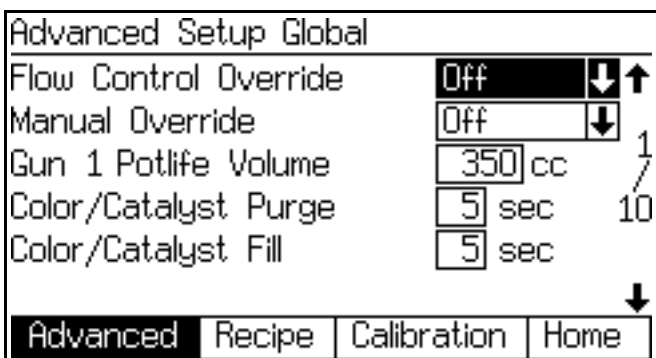 Advanced Setup Global
Flow Control Override Off
Manual Override Off
Gun 1 Potlife Volume 350 cc
Color/Catalyst Purge 5 sec
Color/Catalyst Fill 5 sec
1/10
Advanced Recipe Calibration Home